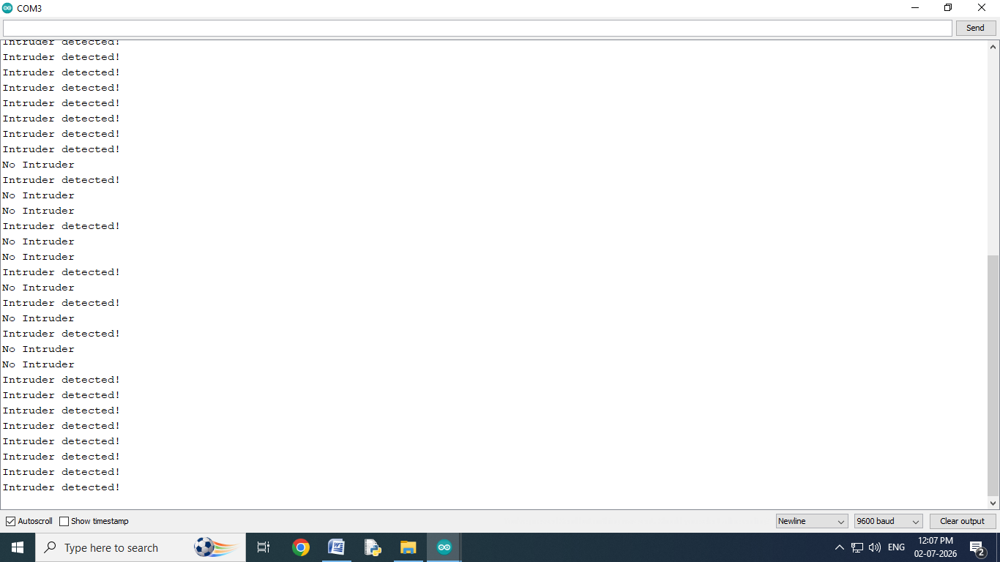 COM3
Send
Intruder detected!
Intruder detected!
Intruder detected!
Intruder detected!
Intruder detected!
Intruder detected!
Intruder detected!
Intruder detected!
No Intruder
Intruder detected!
No Intruder
No Intruder
Intruder detected!
No Intruder
No Intruder
Intruder detected!
No Intruder
Intruder detected!
No Intruder
Intruder detected!
No Intruder
No Intruder
Intruder detected!
Intruder detected!
Intruder detected!
Intruder detected!
Intruder detected!
Intruder detected!
Intruder detected!
Intruder detected!
Autoscroll Show timestamp Newline 9600 baud Clear output
Type here to search ENG 12:07 PM
02-07-2026 2